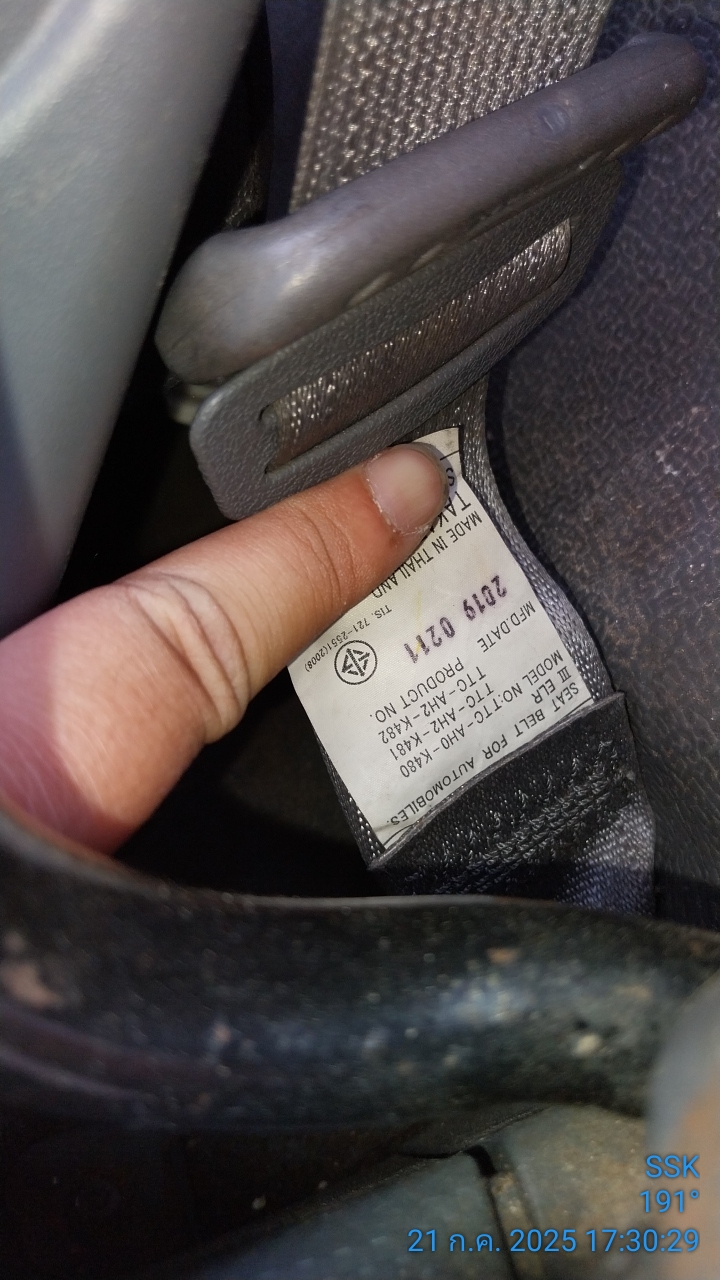 SEAT BELT FOR AUTOMOBILES.
III ELR
MODEL NO:TTC-AH0-K480
TTC-AH2-K481
TTC-AH2-K482
PRODUCT NO.
MFD.DATE
2019 0211
TIS. 721-2551(2008)
MADE IN THAILAND
SSK
191°
21 ก.ค. 2025 17:30:29